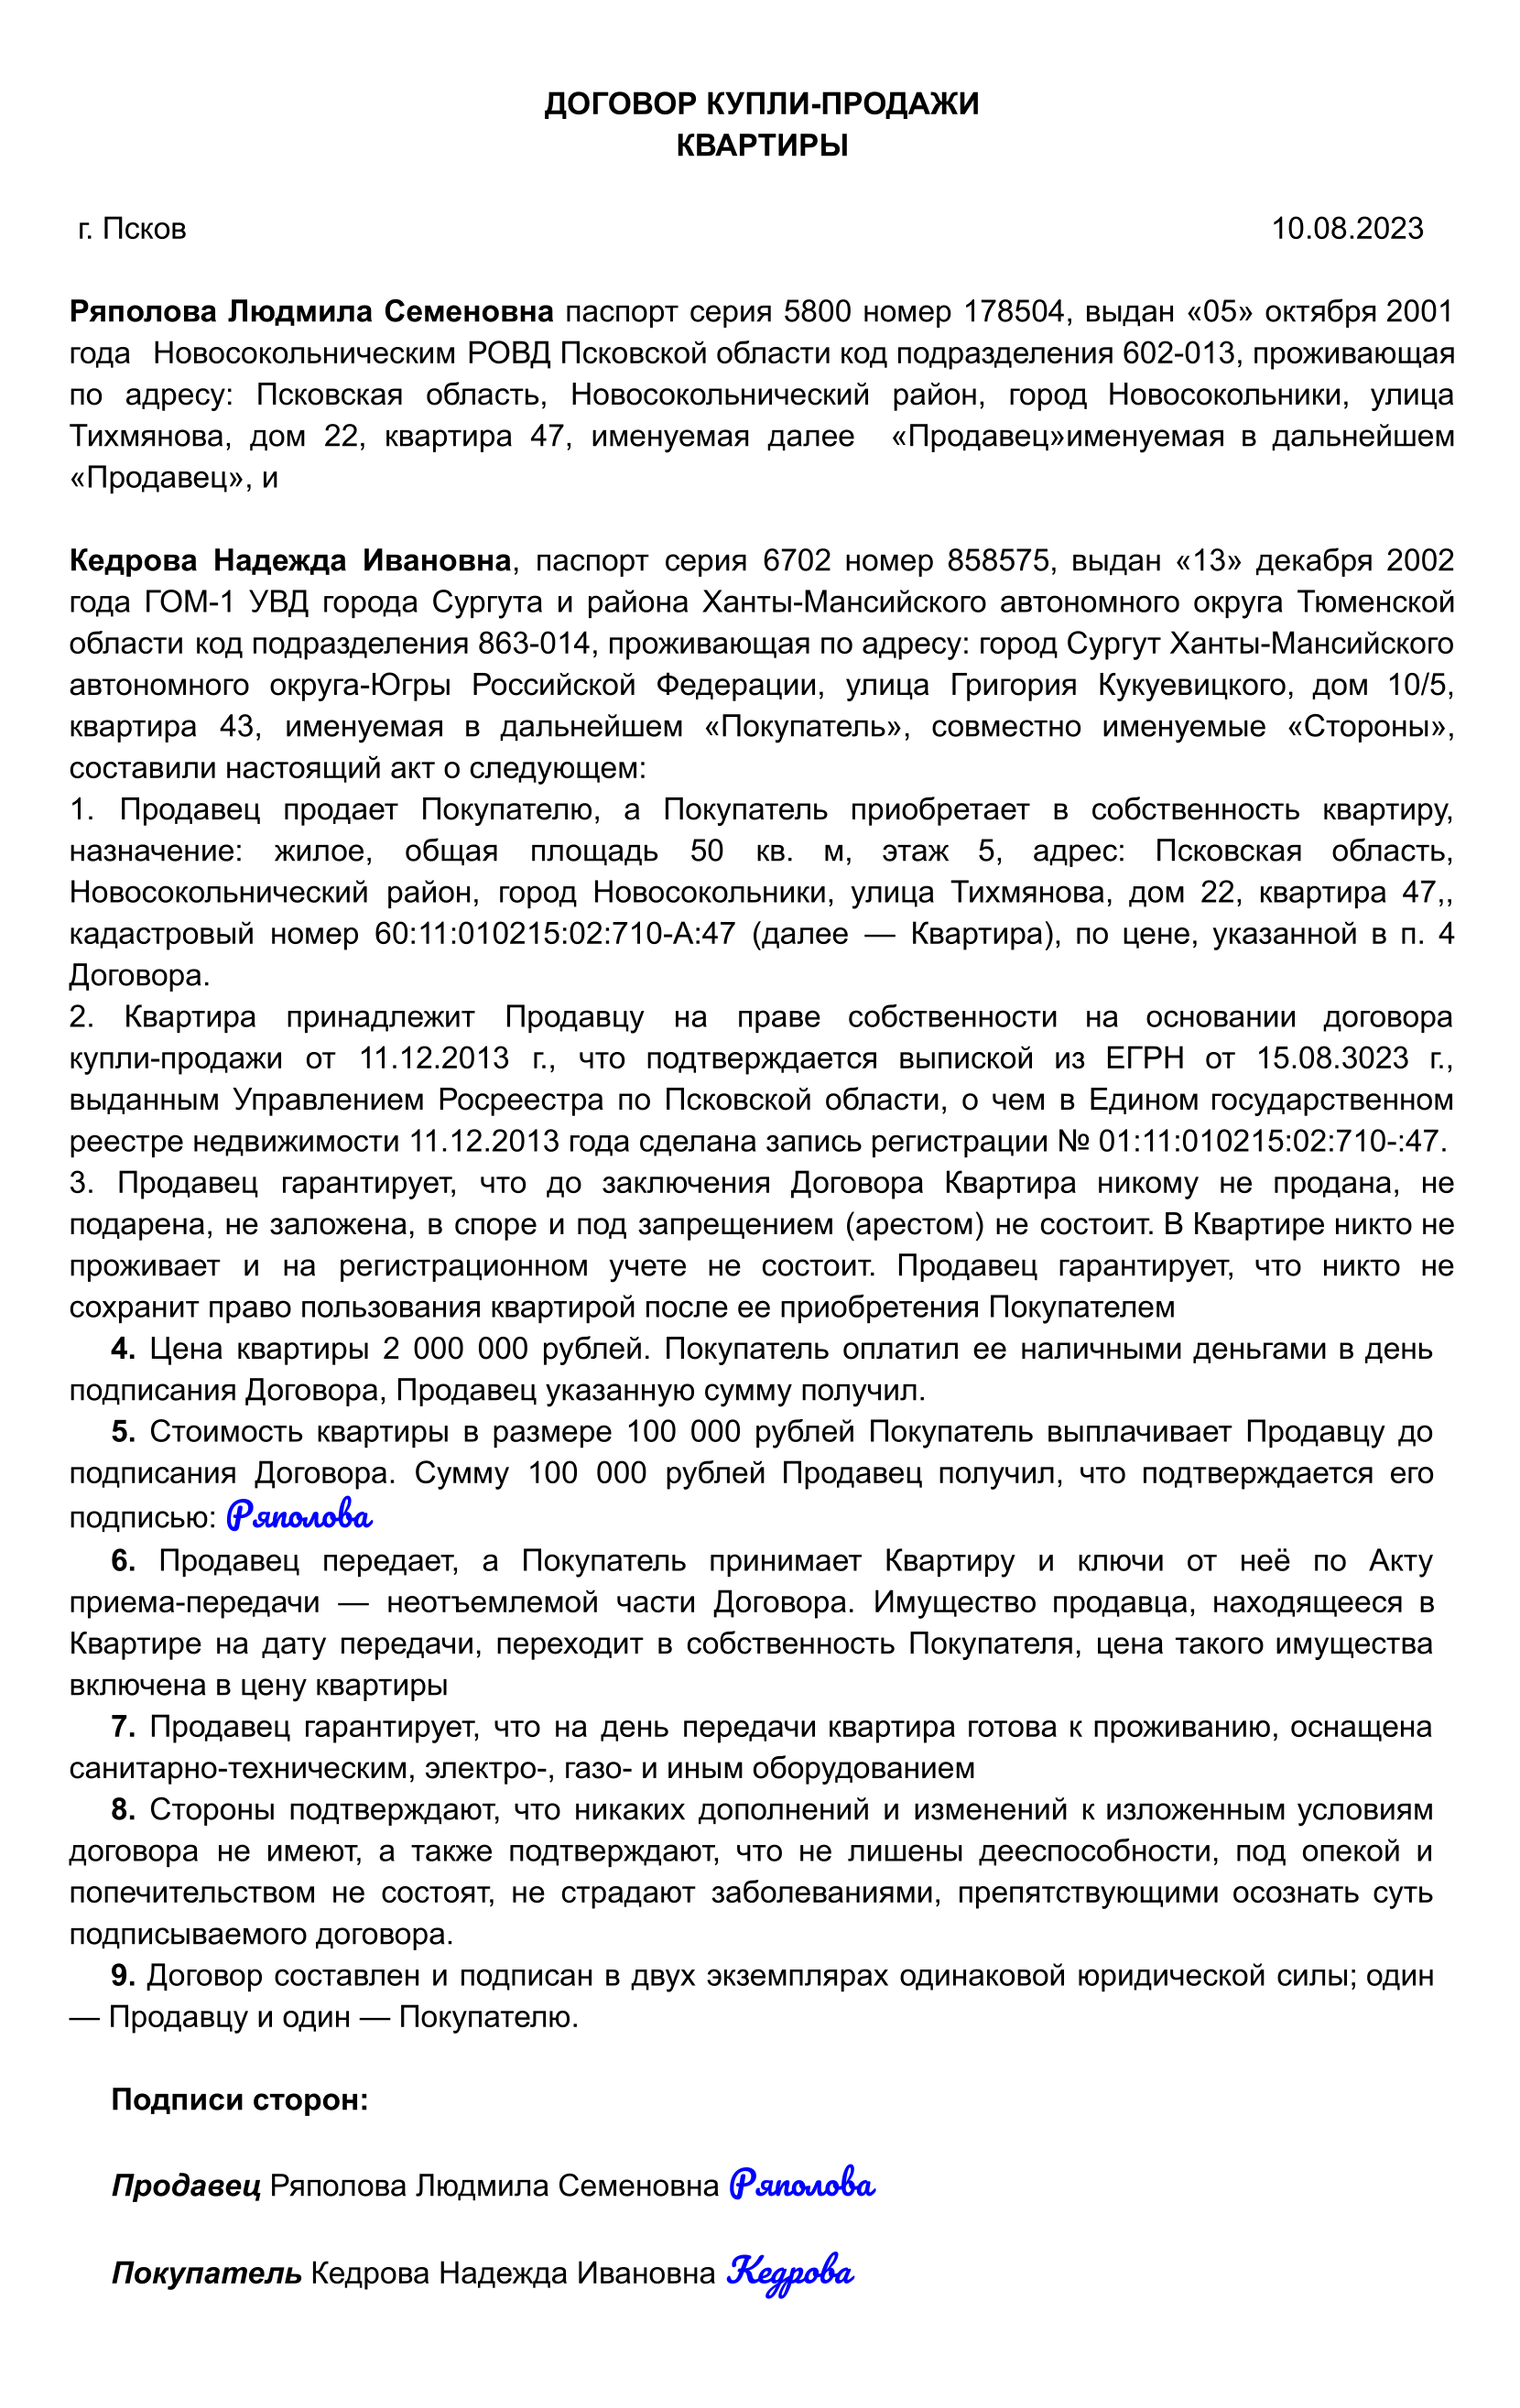 ДОГОВОР КУПЛИ-ПРОДАЖИ
КВАРТИРЫ
г. Псков 10.08.2023
Ряполова Людмила Семеновна паспорт серия 5800 номер 178504, выдан «05» октября 2001
года Новосокольническим РОВД Псковской области код подразделения 602-013, проживающая
по адресу: Псковская область, Новосокольнический район, город Новосокольники, улица
Тихмянова, дом 22, квартира 47, именуемая далее «Продавец»именуемая в дальнейшем
«Продавец», и
Кедрова Надежда Ивановна, паспорт серия 6702 номер 858575, выдан «13» декабря 2002
года ГОМ-1 УВД города Сургута и района Ханты-Мансийского автономного округа Тюменской
области код подразделения 863-014, проживающая по адресу: город Сургут Ханты-Мансийского
автономного округа-Югры Российской Федерации, улица Григория Кукуевицкого, дом 10/5,
квартира 43, именуемая в дальнейшем «Покупатель», совместно именуемые «Стороны»,
составили настоящий акт о следующем:
1. Продавец продает Покупателю, а Покупатель приобретает в собственность квартиру,
назначение: жилое, общая площадь 50 кв. м, этаж 5, адрес: Псковская область,
Новосокольнический район, город Новосокольники, улица Тихмянова, дом 22, квартира 47,,
кадастровый номер 60:11:010215:02:710-А:47 (далее — Квартира), по цене, указанной в п. 4
Договора.
2. Квартира принадлежит Продавцу на праве собственности на основании договора
купли-продажи от 11.12.2013 г., что подтверждается выпиской из ЕГРН от 15.08.3023 г.,
выданным Управлением Росреестра по Псковской области, о чем в Едином государственном
реестре недвижимости 11.12.2013 года сделана запись регистрации № 01:11:010215:02:710-:47.
3. Продавец гарантирует, что до заключения Договора Квартира никому не продана, не
подарена, не заложена, в споре и под запрещением (арестом) не состоит. В Квартире никто не
проживает и на регистрационном учете не состоит. Продавец гарантирует, что никто не
сохранит право пользования квартирой после ее приобретения Покупателем
4. Цена квартиры 2 000 000 рублей. Покупатель оплатил ее наличными деньгами в день
подписания Договора, Продавец указанную сумму получил.
5. Стоимость квартиры в размере 100 000 рублей Покупатель выплачивает Продавцу до
подписания Договора. Сумму 100 000 рублей Продавец получил, что подтверждается его
подписью: Ряполова
6. Продавец передает, а Покупатель принимает Квартиру и ключи от неё по Акту
приема-передачи — неотъемлемой части Договора. Имущество продавца, находящееся в
Квартире на дату передачи, переходит в собственность Покупателя, цена такого имущества
включена в цену квартиры
7. Продавец гарантирует, что на день передачи квартира готова к проживанию, оснащена
санитарно-техническим, электро-, газо- и иным оборудованием
8. Стороны подтверждают, что никаких дополнений и изменений к изложенным условиям
договора не имеют, а также подтверждают, что не лишены дееспособности, под опекой и
попечительством не состоят, не страдают заболеваниями, препятствующими осознать суть
подписываемого договора.
9. Договор составлен и подписан в двух экземплярах одинаковой юридической силы; один
— Продавцу и один — Покупателю.
Подписи сторон:
Продавец Ряполова Людмила Семеновна Ряполова
Покупатель Кедрова Надежда Ивановна Кедрова